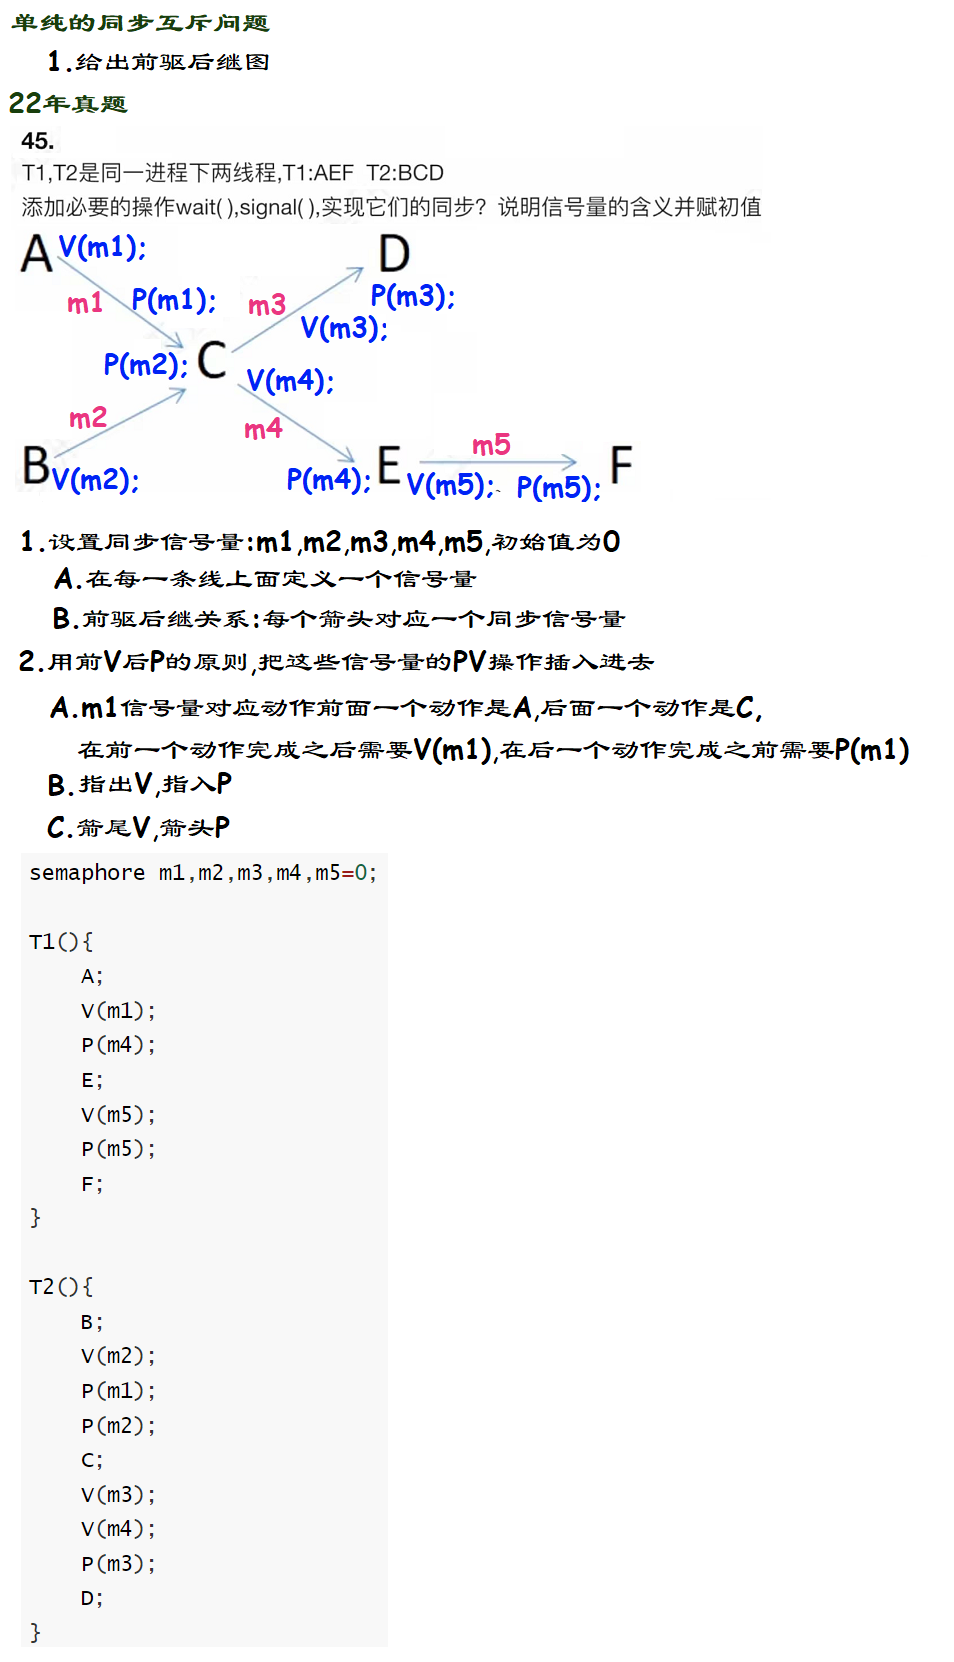 单纯的同步互斥问题
1.给出前驱后继图
22年真题
45.
T1,T2是同一进程下两线程,T1:AEF T2:BCD
添加必要的操作wait( ),signal( ),实现它们的同步？说明信号量的含义并赋初值
A V(m1); D
m1 P(m1); m3 P(m3);
V(m3);
P(m2); C V(m4);
m2 m4
m5
B V(m2); P(m4); E V(m5); P(m5); F
1.设置同步信号量:m1,m2,m3,m4,m5,初始值为0
A.在每一条线上面定义一个信号量
B.前驱后继关系:每个箭头对应一个同步信号量
2.用前V后P的原则,把这些信号量的PV操作插入进去
A.m1信号量对应动作前面一个动作是A,后面一个动作是C,
在前一个动作完成之后需要V(m1),在后一个动作完成之前需要P(m1)
B.指出V,指入P
C.箭尾V,箭头P
semaphore m1,m2,m3,m4,m5=0;
T1(){
A;
V(m1);
P(m4);
E;
V(m5);
P(m5);
F;
}
T2(){
B;
V(m2);
P(m1);
P(m2);
C;
V(m3);
V(m4);
P(m3);
D;
}